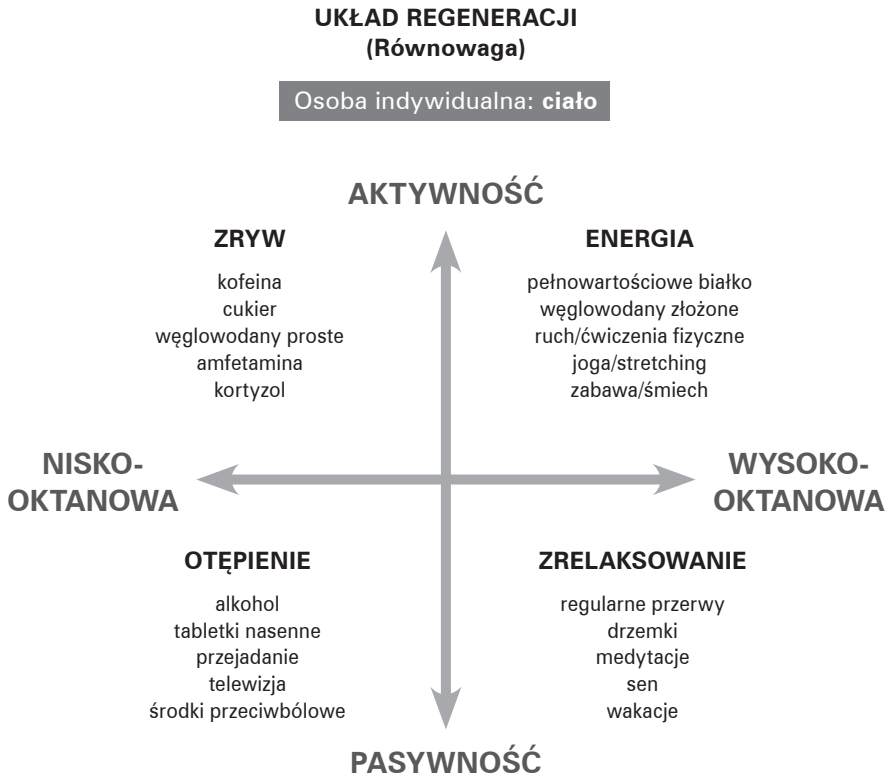 UKŁAD REGENERACJI
(Równowaga)
Osoba indywidualna: ciało
AKTYWNOŚĆ
ZRYW
kofeina
cukier
węglowodany proste
amfetamina
kortyzol
ENERGIA
pełnowartościowe białko
węglowodany złożone
ruch/ćwiczenia fizyczne
joga/stretching
zabawa/śmiech
NISKO-
OKTANOWA
WYSOKO-
OKTANOWA
OTĘPIENIE
alkohol
tabletki nasenne
przejadanie
telewizja
środki przeciwbólowe
ZRELAKSOWANIE
regularne przerwy
drzemki
medytacje
sen
wakacje
PASYWNOŚĆ